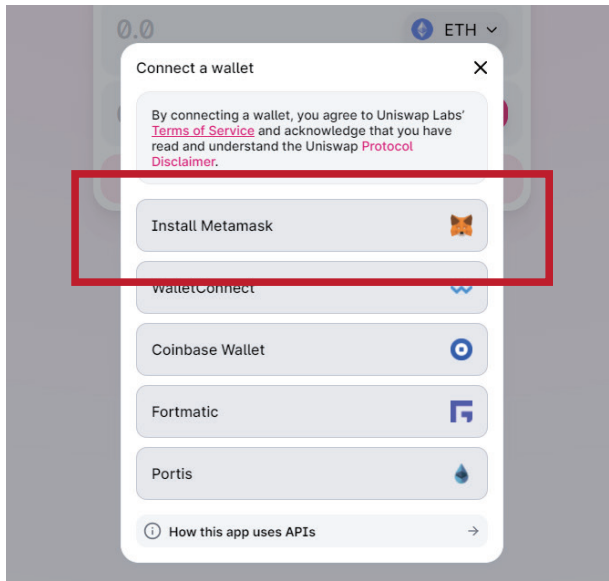 0.0
ETH
Connect a wallet
By connecting a wallet, you agree to Uniswap Labs’
Terms of Service and acknowledge that you have
read and understand the Uniswap Protocol
Disclaimer.
Install Metamask
WalletConnect
Coinbase Wallet
Fortmatic
Portis
How this app uses APIs